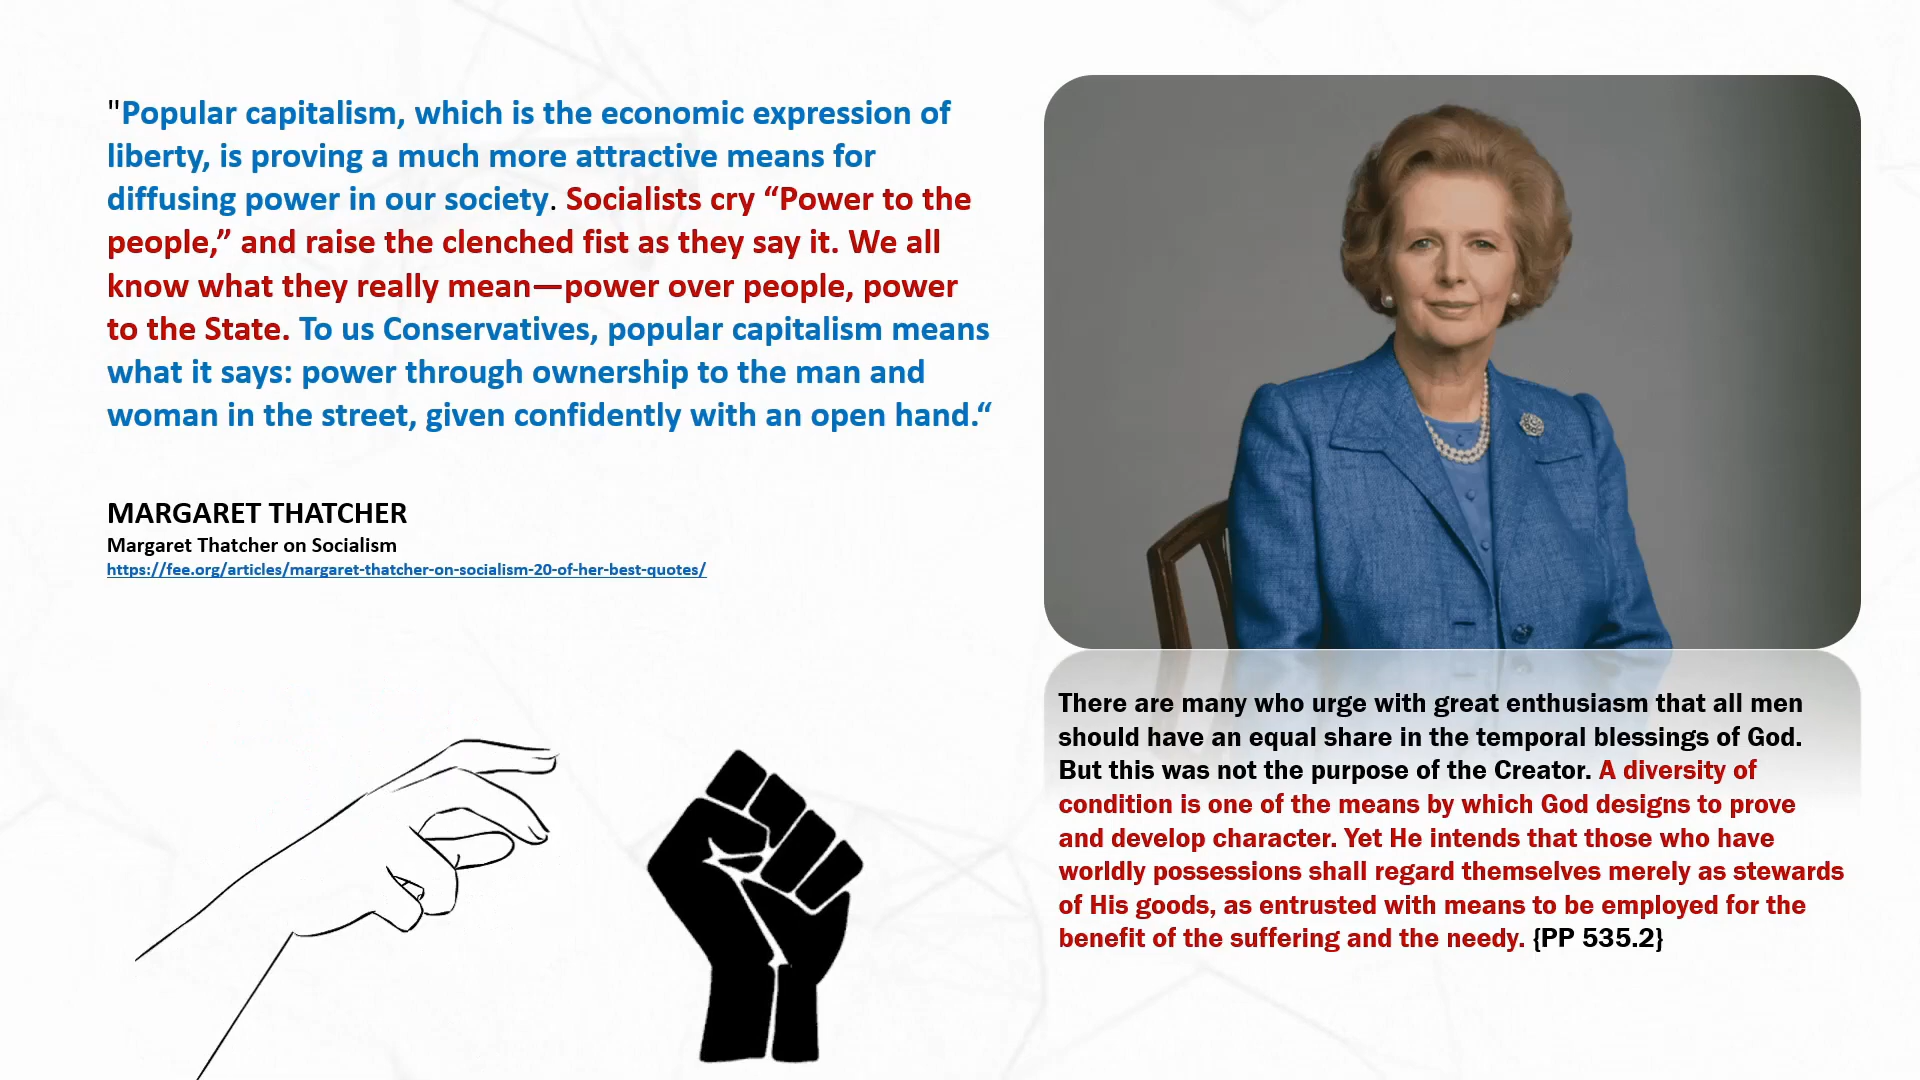 "Popular capitalism, which is the economic expression of
liberty, is proving a much more attractive means for
diffusing power in our society. Socialists cry “Power to the
people,” and raise the clenched fist as they say it. We all
know what they really mean—power over people, power
to the State. To us Conservatives, popular capitalism means
what it says: power through ownership to the man and
woman in the street, given confidently with an open hand.“
MARGARET THATCHER
Margaret Thatcher on Socialism
https://fee.org/articles/margaret-thatcher-on-socialism-20-of-her-best-quotes/
There are many who urge with great enthusiasm that all men
should have an equal share in the temporal blessings of God.
But this was not the purpose of the Creator. A diversity of
condition is one of the means by which God designs to prove
and develop character. Yet He intends that those who have
worldly possessions shall regard themselves merely as stewards
of His goods, as entrusted with means to be employed for the
benefit of the suffering and the needy. {PP 535.2}